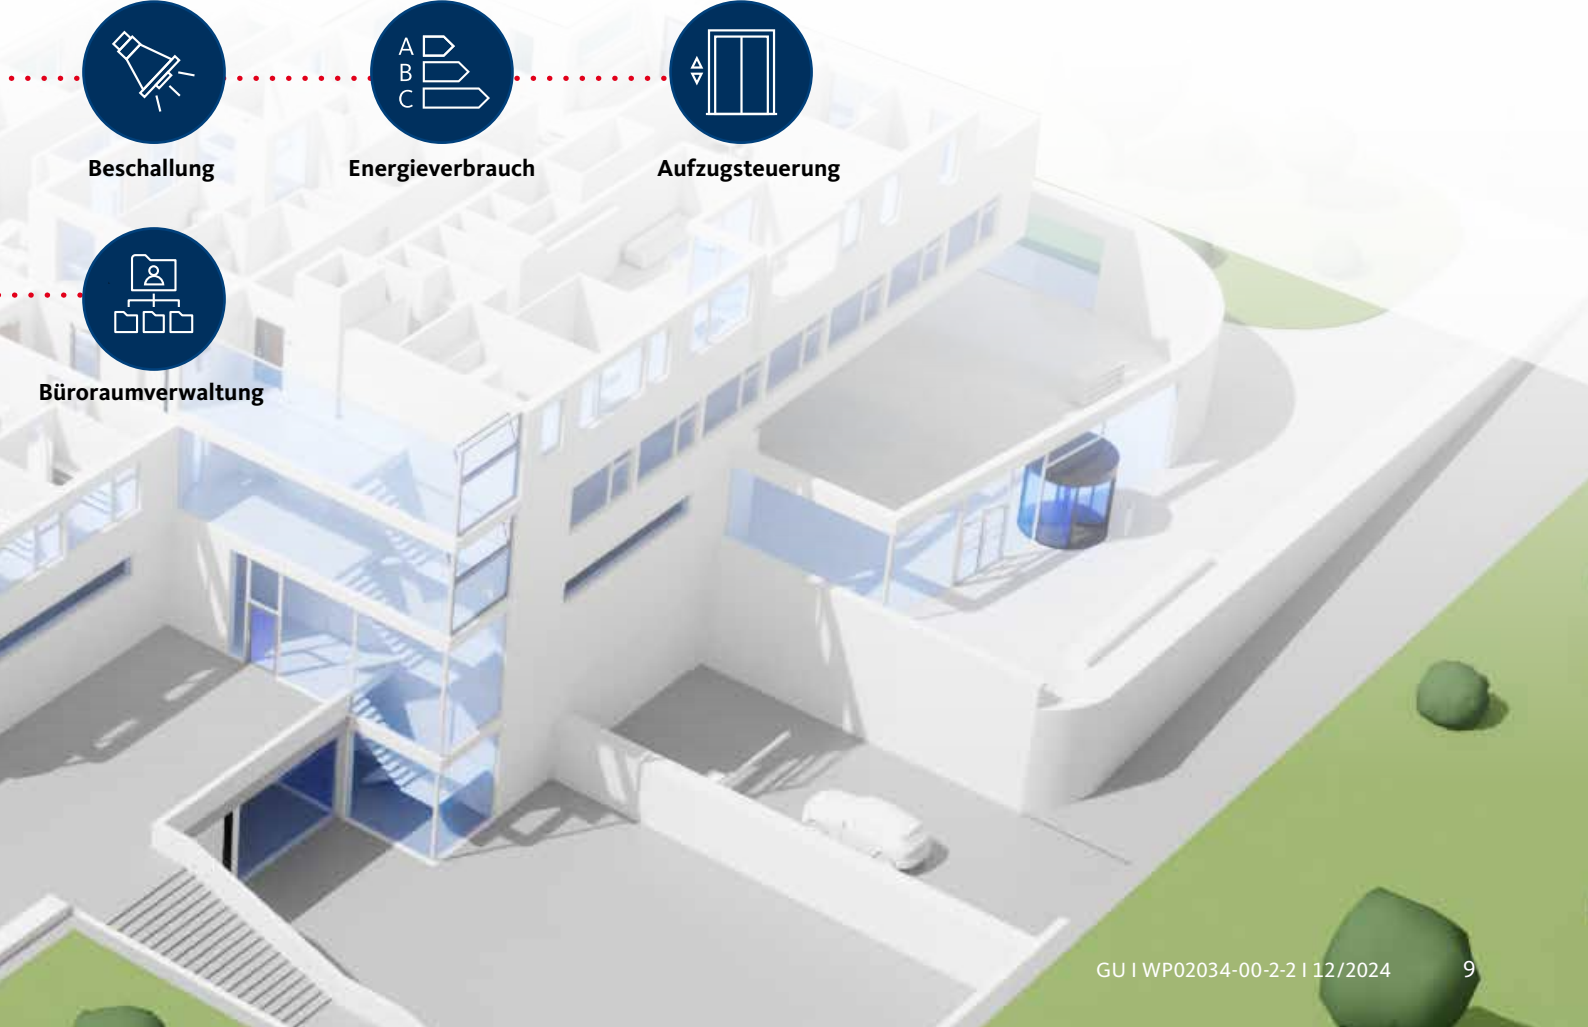 A
B
C
Beschallung
Energieverbrauch
Aufzugsteuerung
Büroraumverwaltung
GU I WP02034-00-2-2 I 12/2024
9